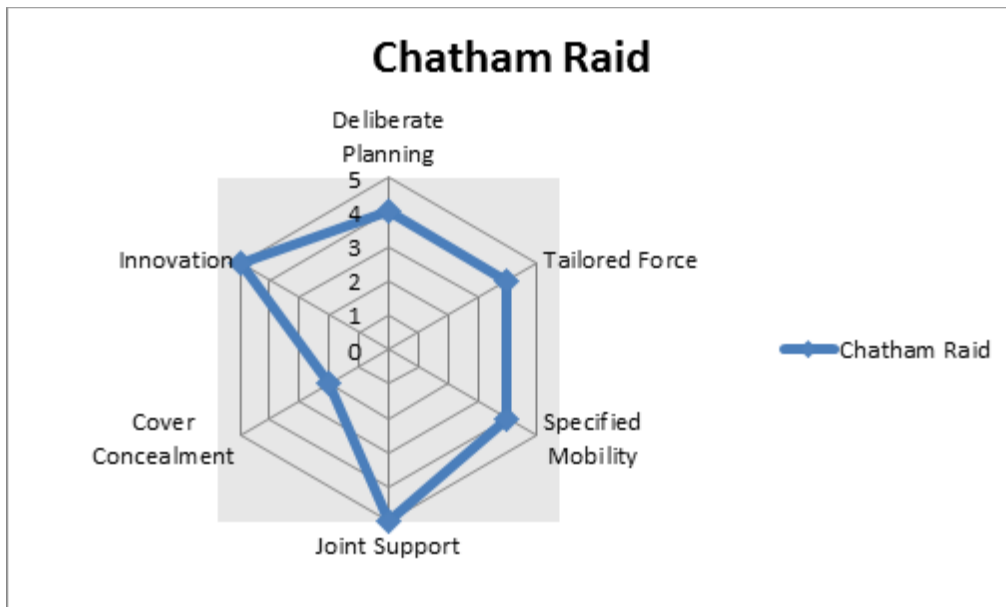 Chatham Raid
Deliberate
Planning
5
4
3
2
1
0
Innovation
Tailored Force
Cover
Concealment
Specified
Mobility
Joint Support
Chatham Raid